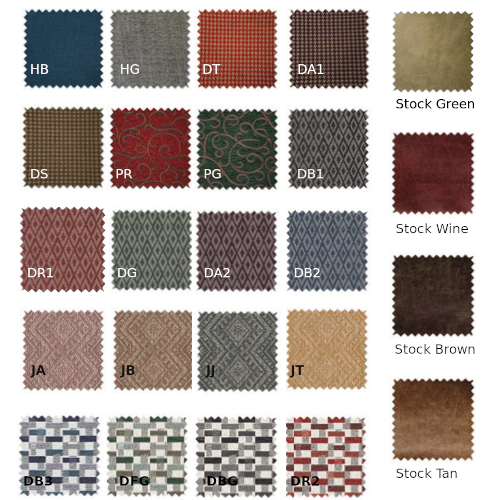 HB
HG
DT
DA1
Stock Green
DS
PR
PG
DB1
Stock Wine
DR1
DG
DA2
DB2
Stock Brown
JA
JB
JJ
JT
Stock Tan
DB3
DFG
DBG
DR2